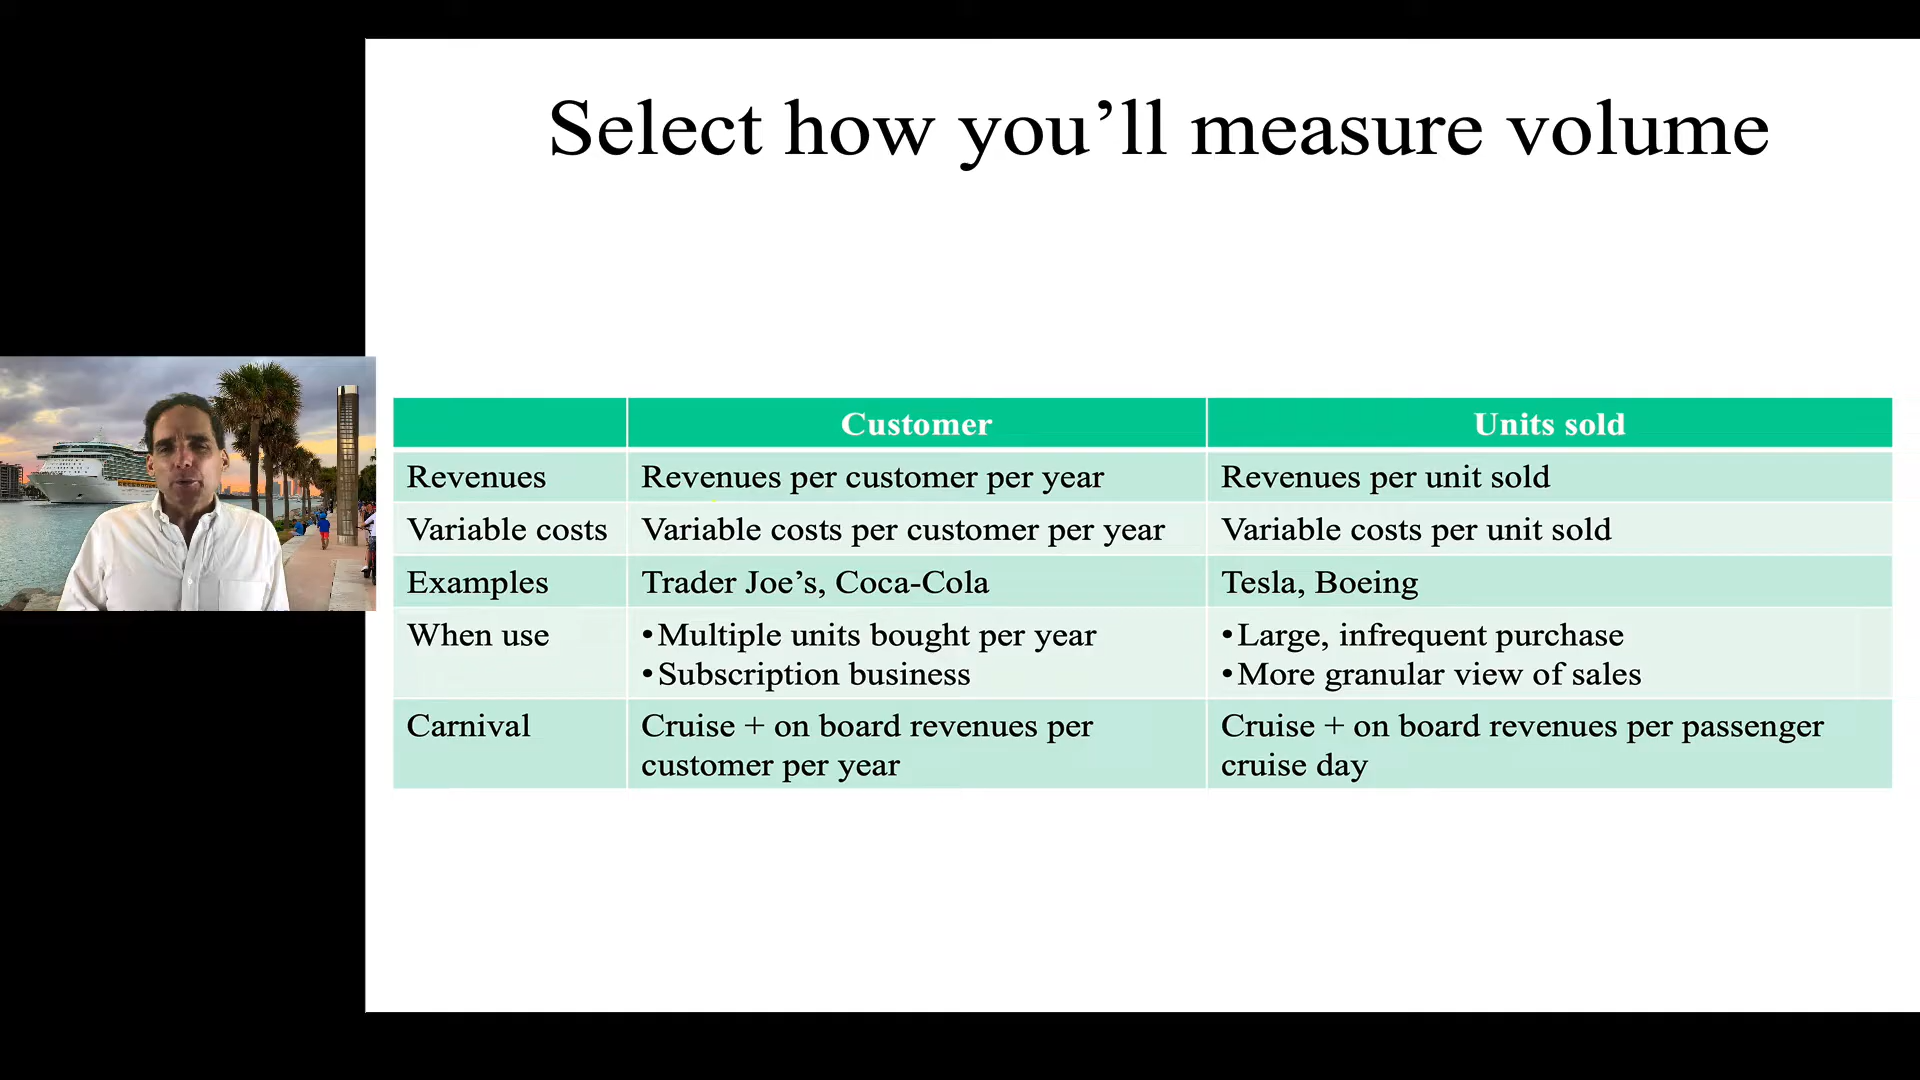 Select how you’ll measure volume
Customer
Units sold
Revenues
Revenues per customer per year
Revenues per unit sold
Variable costs
Variable costs per customer per year
Variable costs per unit sold
Examples
Trader Joe’s, Coca-Cola
Tesla, Boeing
When use
•Multiple units bought per year
•Subscription business
•Large, infrequent purchase
•More granular view of sales
Carnival
Cruise + on board revenues per
customer per year
Cruise + on board revenues per passenger
cruise day